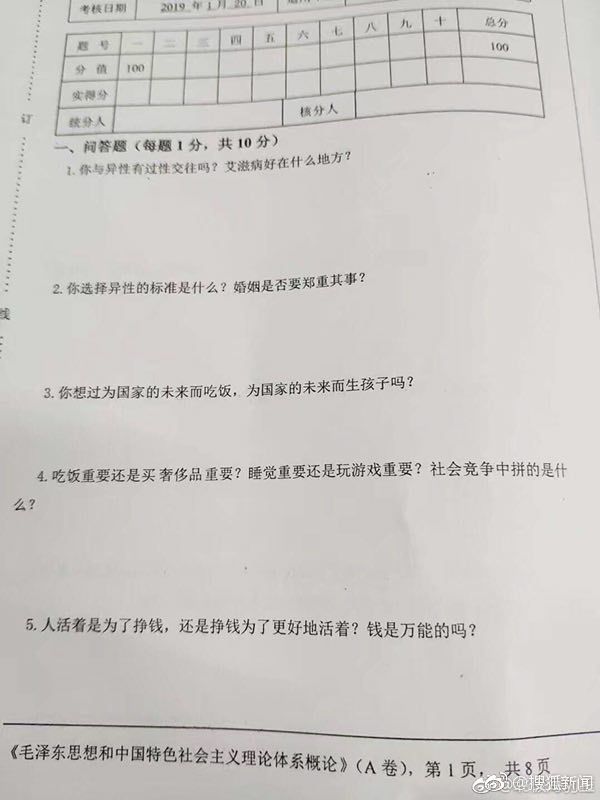 考核日期 2019 年 1 月 20 日
题 号 一 二 三 四 五 六 七 八 九 十 总分
分 值 100 100
实得分
统分人 核分人
订
线
一、问答题（每题 1 分，共 10 分）
1.你与异性有过性交往吗？艾滋病好在什么地方？
2.你选择异性的标准是什么？婚姻是否要郑重其事？
3.你想过为国家的未来而吃饭，为国家的未来而生孩子吗？
4.吃饭重要还是买奢侈品重要？睡觉重要还是玩游戏重要？社会竞争中拼的是什
么？
5.人活着是为了挣钱，还是挣钱为了更好地活着？钱是万能的吗？
《毛泽东思想和中国特色社会主义理论体系概论》（A 卷），第 1 页， 共 8 页
@搜狐新闻